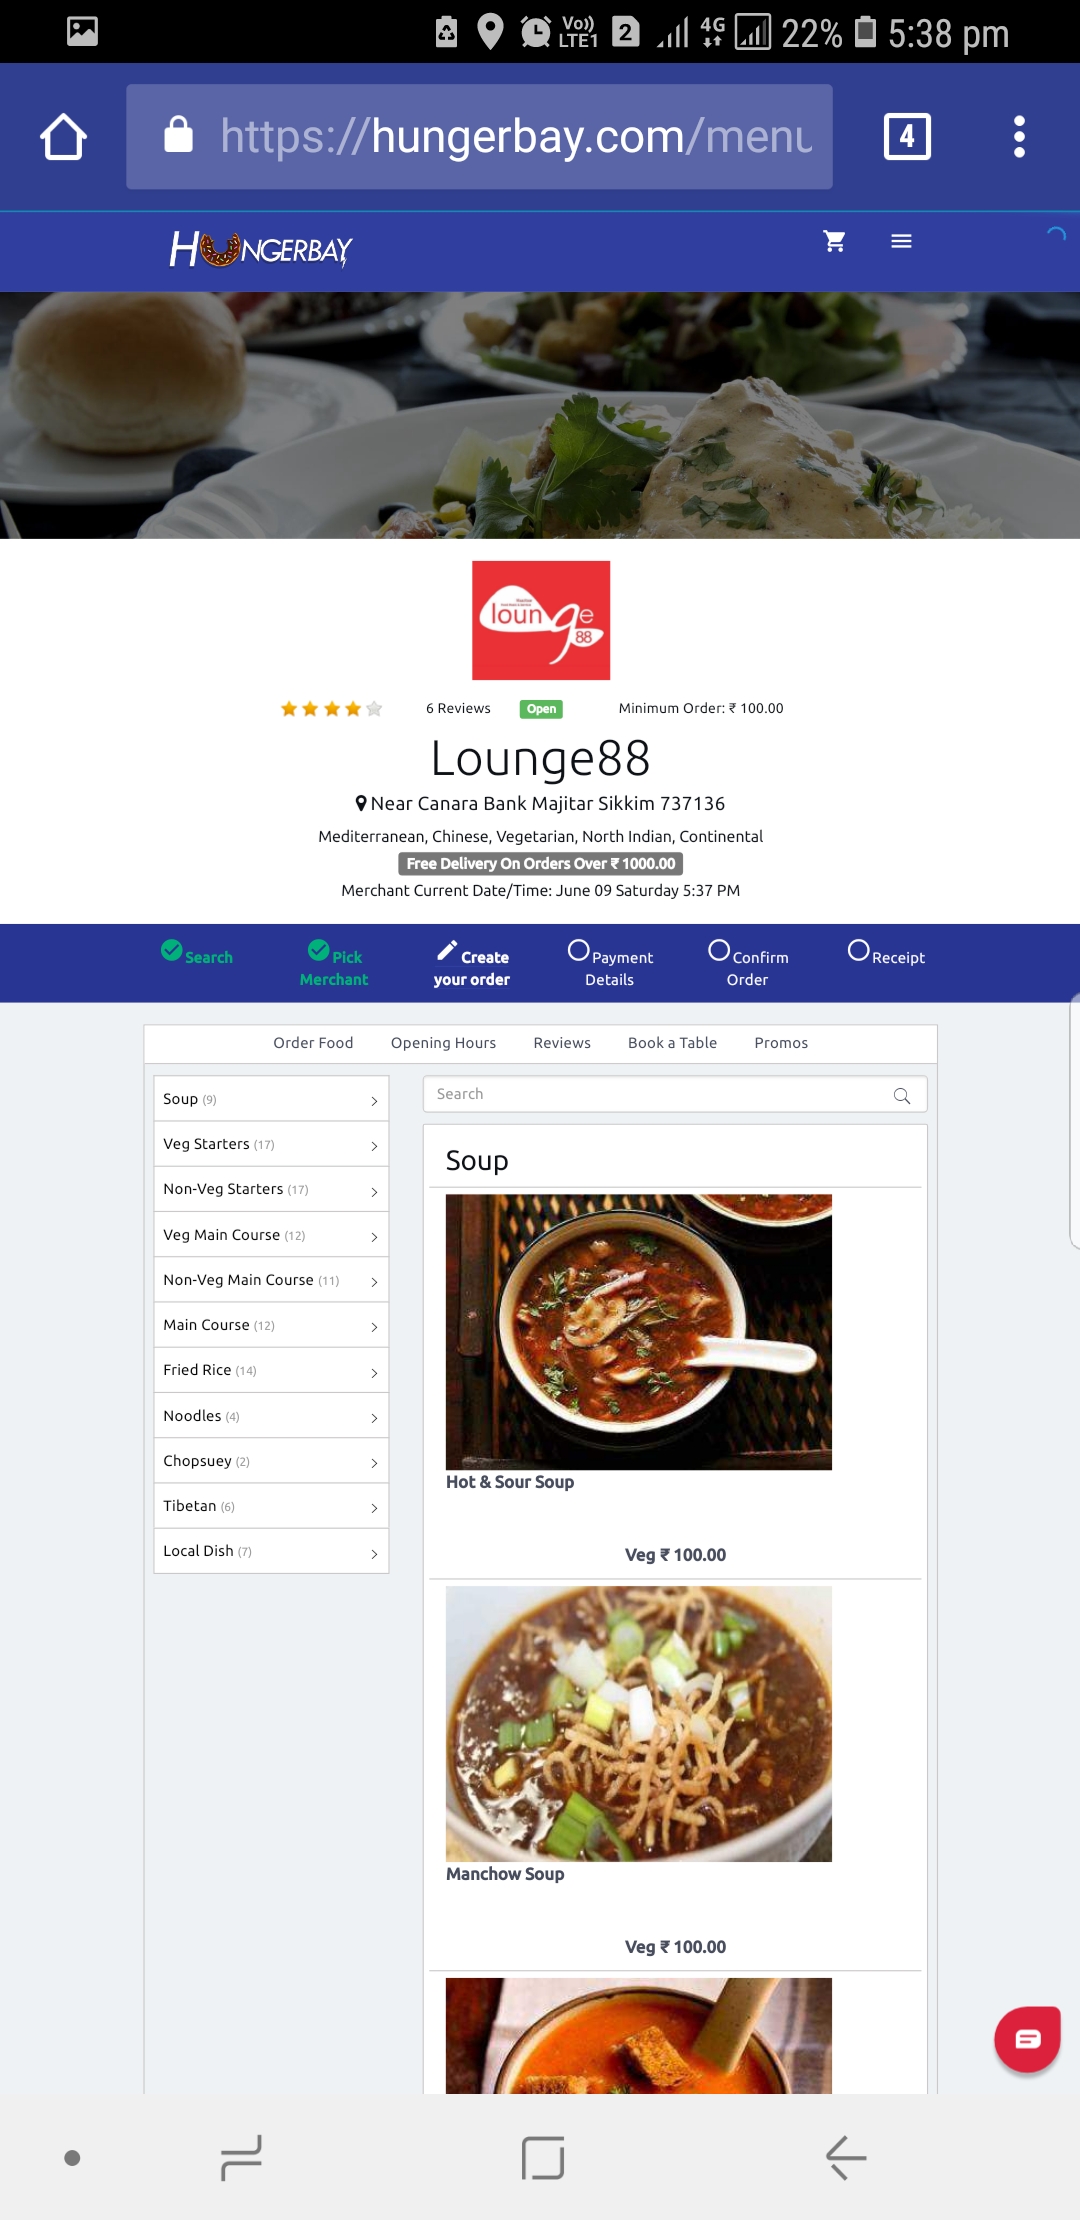 Vo)) LTE1 2 4G 22% 5:38 pm
https://hungerbay.com/menu
4
HUNGERBAY
lounge
88
6 Reviews Open Minimum Order: ₹ 100.00
Lounge88
Near Canara Bank Majitar Sikkim 737136
Mediterranean, Chinese, Vegetarian, North Indian, Continental
Free Delivery On Orders Over ₹ 1000.00
Merchant Current Date/Time: June 09 Saturday 5:37 PM
Search
Pick
Merchant
Create
your order
Payment
Details
Confirm
Order
Receipt
Order Food Opening Hours Reviews Book a Table Promos
Soup (9)
Veg Starters (17)
Non-Veg Starters (17)
Veg Main Course (12)
Non-Veg Main Course (11)
Main Course (12)
Fried Rice (14)
Noodles (4)
Chopsuey (2)
Tibetan (6)
Local Dish (7)
Search
Soup
Hot & Sour Soup
Veg ₹ 100.00
Manchow Soup
Veg ₹ 100.00